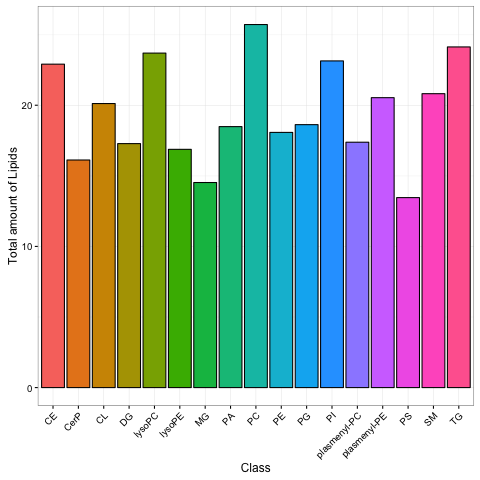 Total amount of Lipids
20
10
0
CE
CerP
CL
DG
lysoPC
lysoPE
MG
PA
PC
PE
PG
PI
plasmenyl-PC
plasmenyl-PE
PS
SM
TG
Class